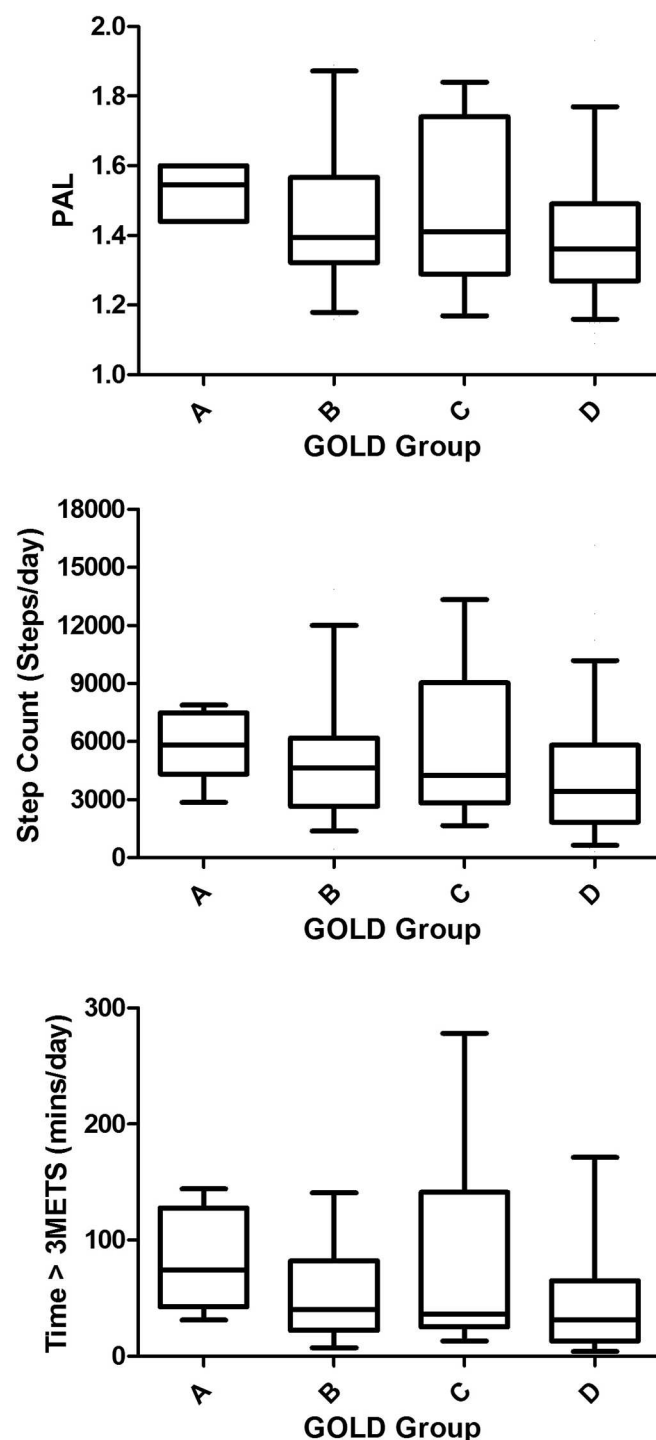 PAL
2.0
1.8
1.6
1.4
1.2
1.0
A B C D
GOLD Group
Step Count (Steps/day)
18000
15000
12000
9000
6000
3000
0
A B C D
GOLD Group
Time > 3METS (mins/day)
300
200
100
0
A B C D
GOLD Group